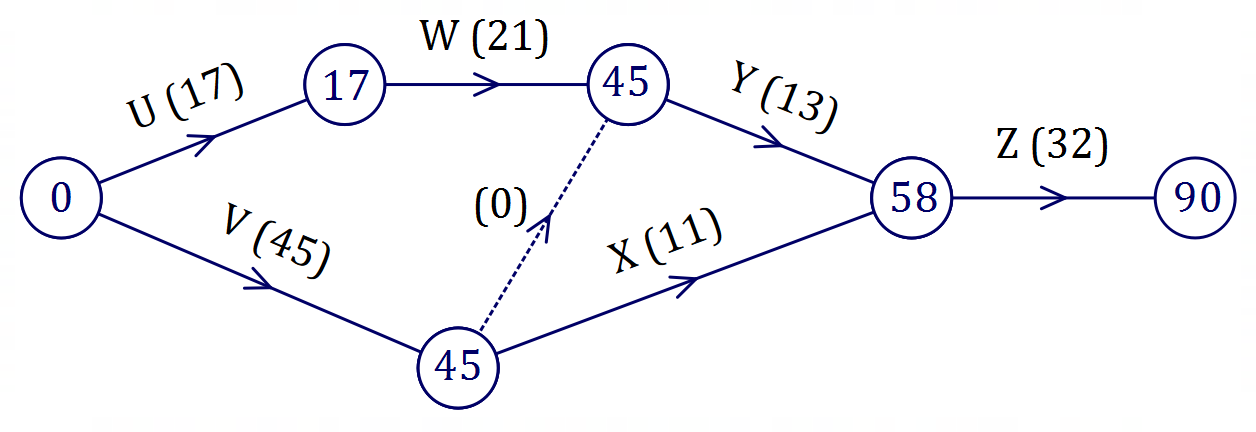 W (21)
U (17)
17
45
Y (13)
Z (32)
0
V (45)
(0)
X (11)
58
90
45